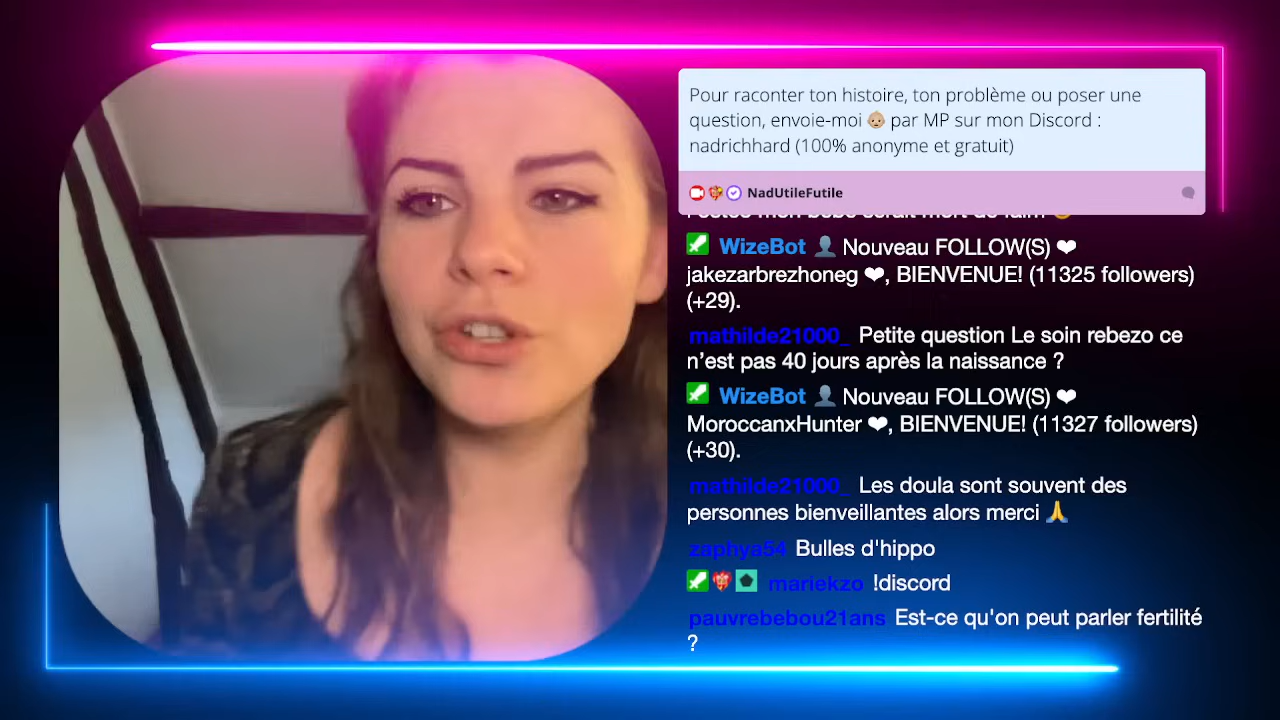 Pour raconter ton histoire, ton problème ou poser une
question, envoie-moi 👶🏼 par MP sur mon Discord :
nadrichhard (100% anonyme et gratuit)
NadUtileFutile
WizeBot 👤 Nouveau FOLLOW(S) ❤
jakezarbrezhoneg ❤, BIENVENUE! (11325 followers)
(+29).
mathilde21000_ Petite question Le soin rebezo ce
n’est pas 40 jours après la naissance ?
WizeBot 👤 Nouveau FOLLOW(S) ❤
MoroccanxHunter ❤, BIENVENUE! (11327 followers)
(+30).
mathilde21000_ Les doula sont souvent des
personnes bienveillantes alors merci 🙏
zaphya54 Bulles d'hippo
mariekzo !discord
pauvrebebou21ans Est-ce qu'on peut parler fertilité
?